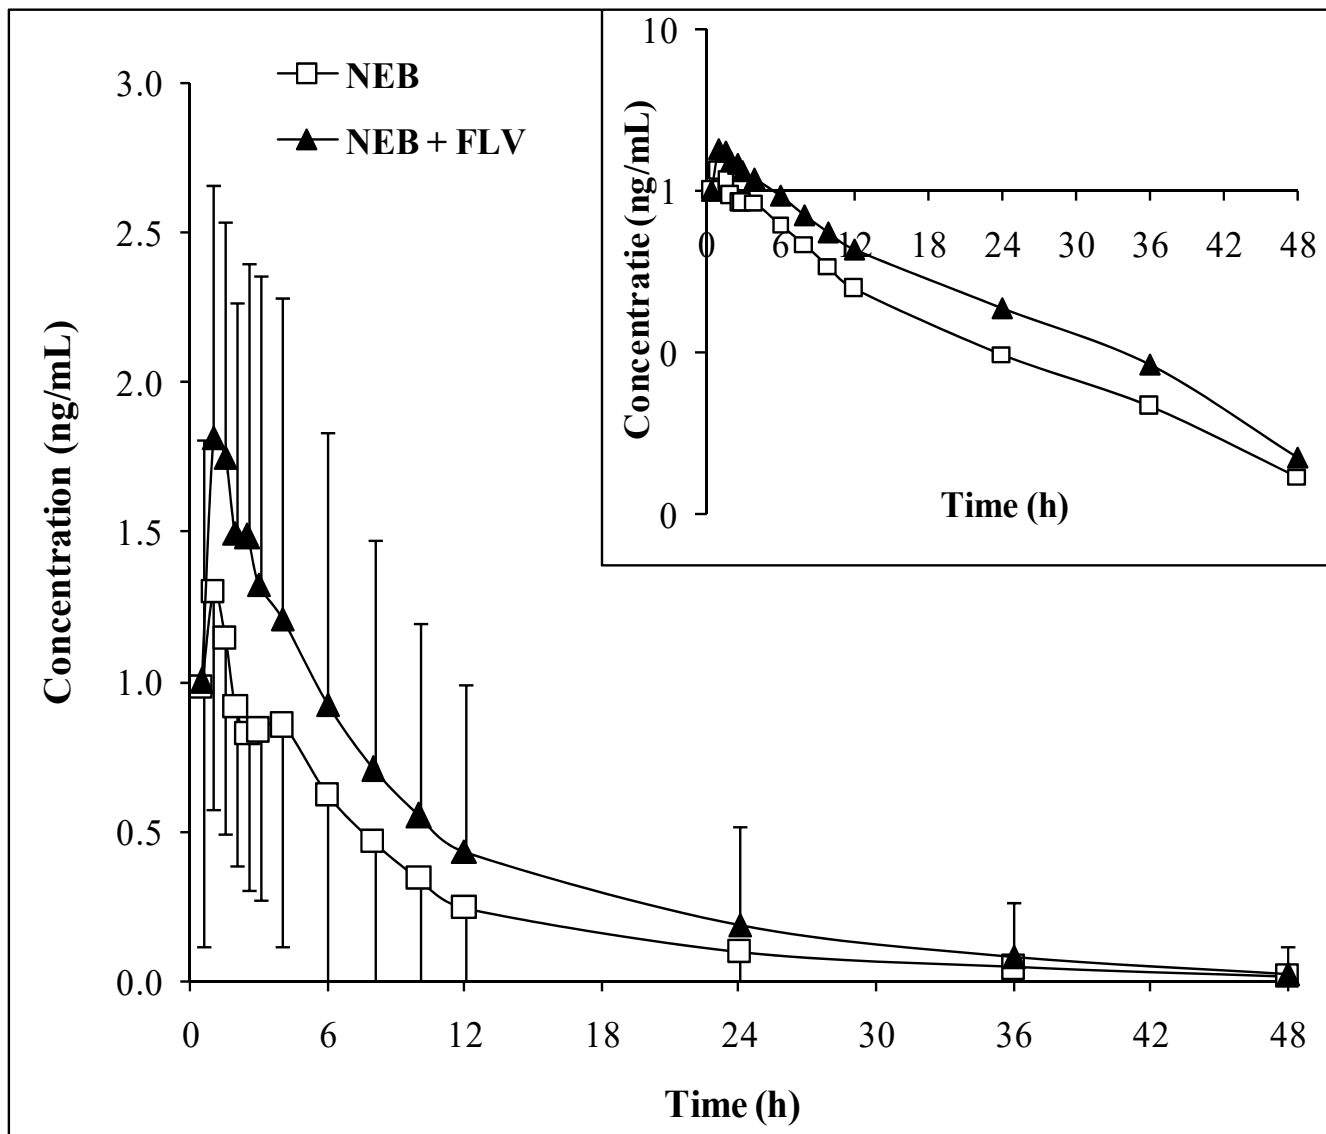 NEB
NEB + FLV
3.0
2.5
2.0
1.5
1.0
0.5
0.0
Concentration (ng/mL)
0 6 12 18 24 30 36 42 48
Time (h)
10
1
0
0
Concentratie (ng/mL)
0 6 12 18 24 30 36 42 48
Time (h)